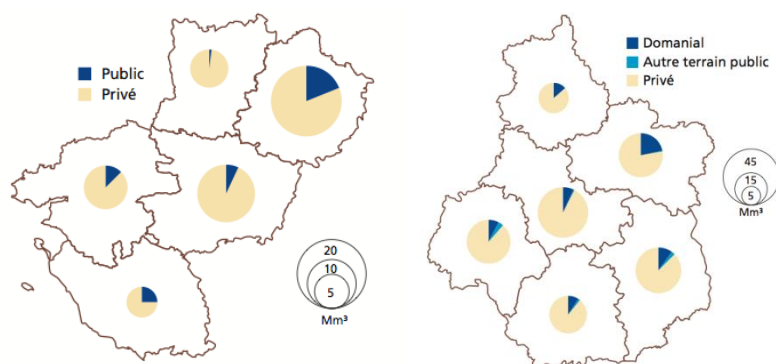 Public
Privé
20
10
5
Mm³
Domanial
Autre terrain public
Privé
45
15
5
Mm³